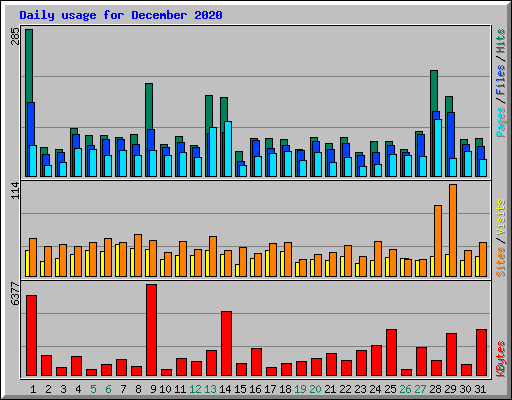 Daily usage for December 2020
285
Pages / Files / Hits
114
Sites / Visits
6377
KBytes
1 2 3 4 5 6 7 8 9 10 11 12 13 14 15 16 17 18 19 20 21 22 23 24 25 26 27 28 29 30 31